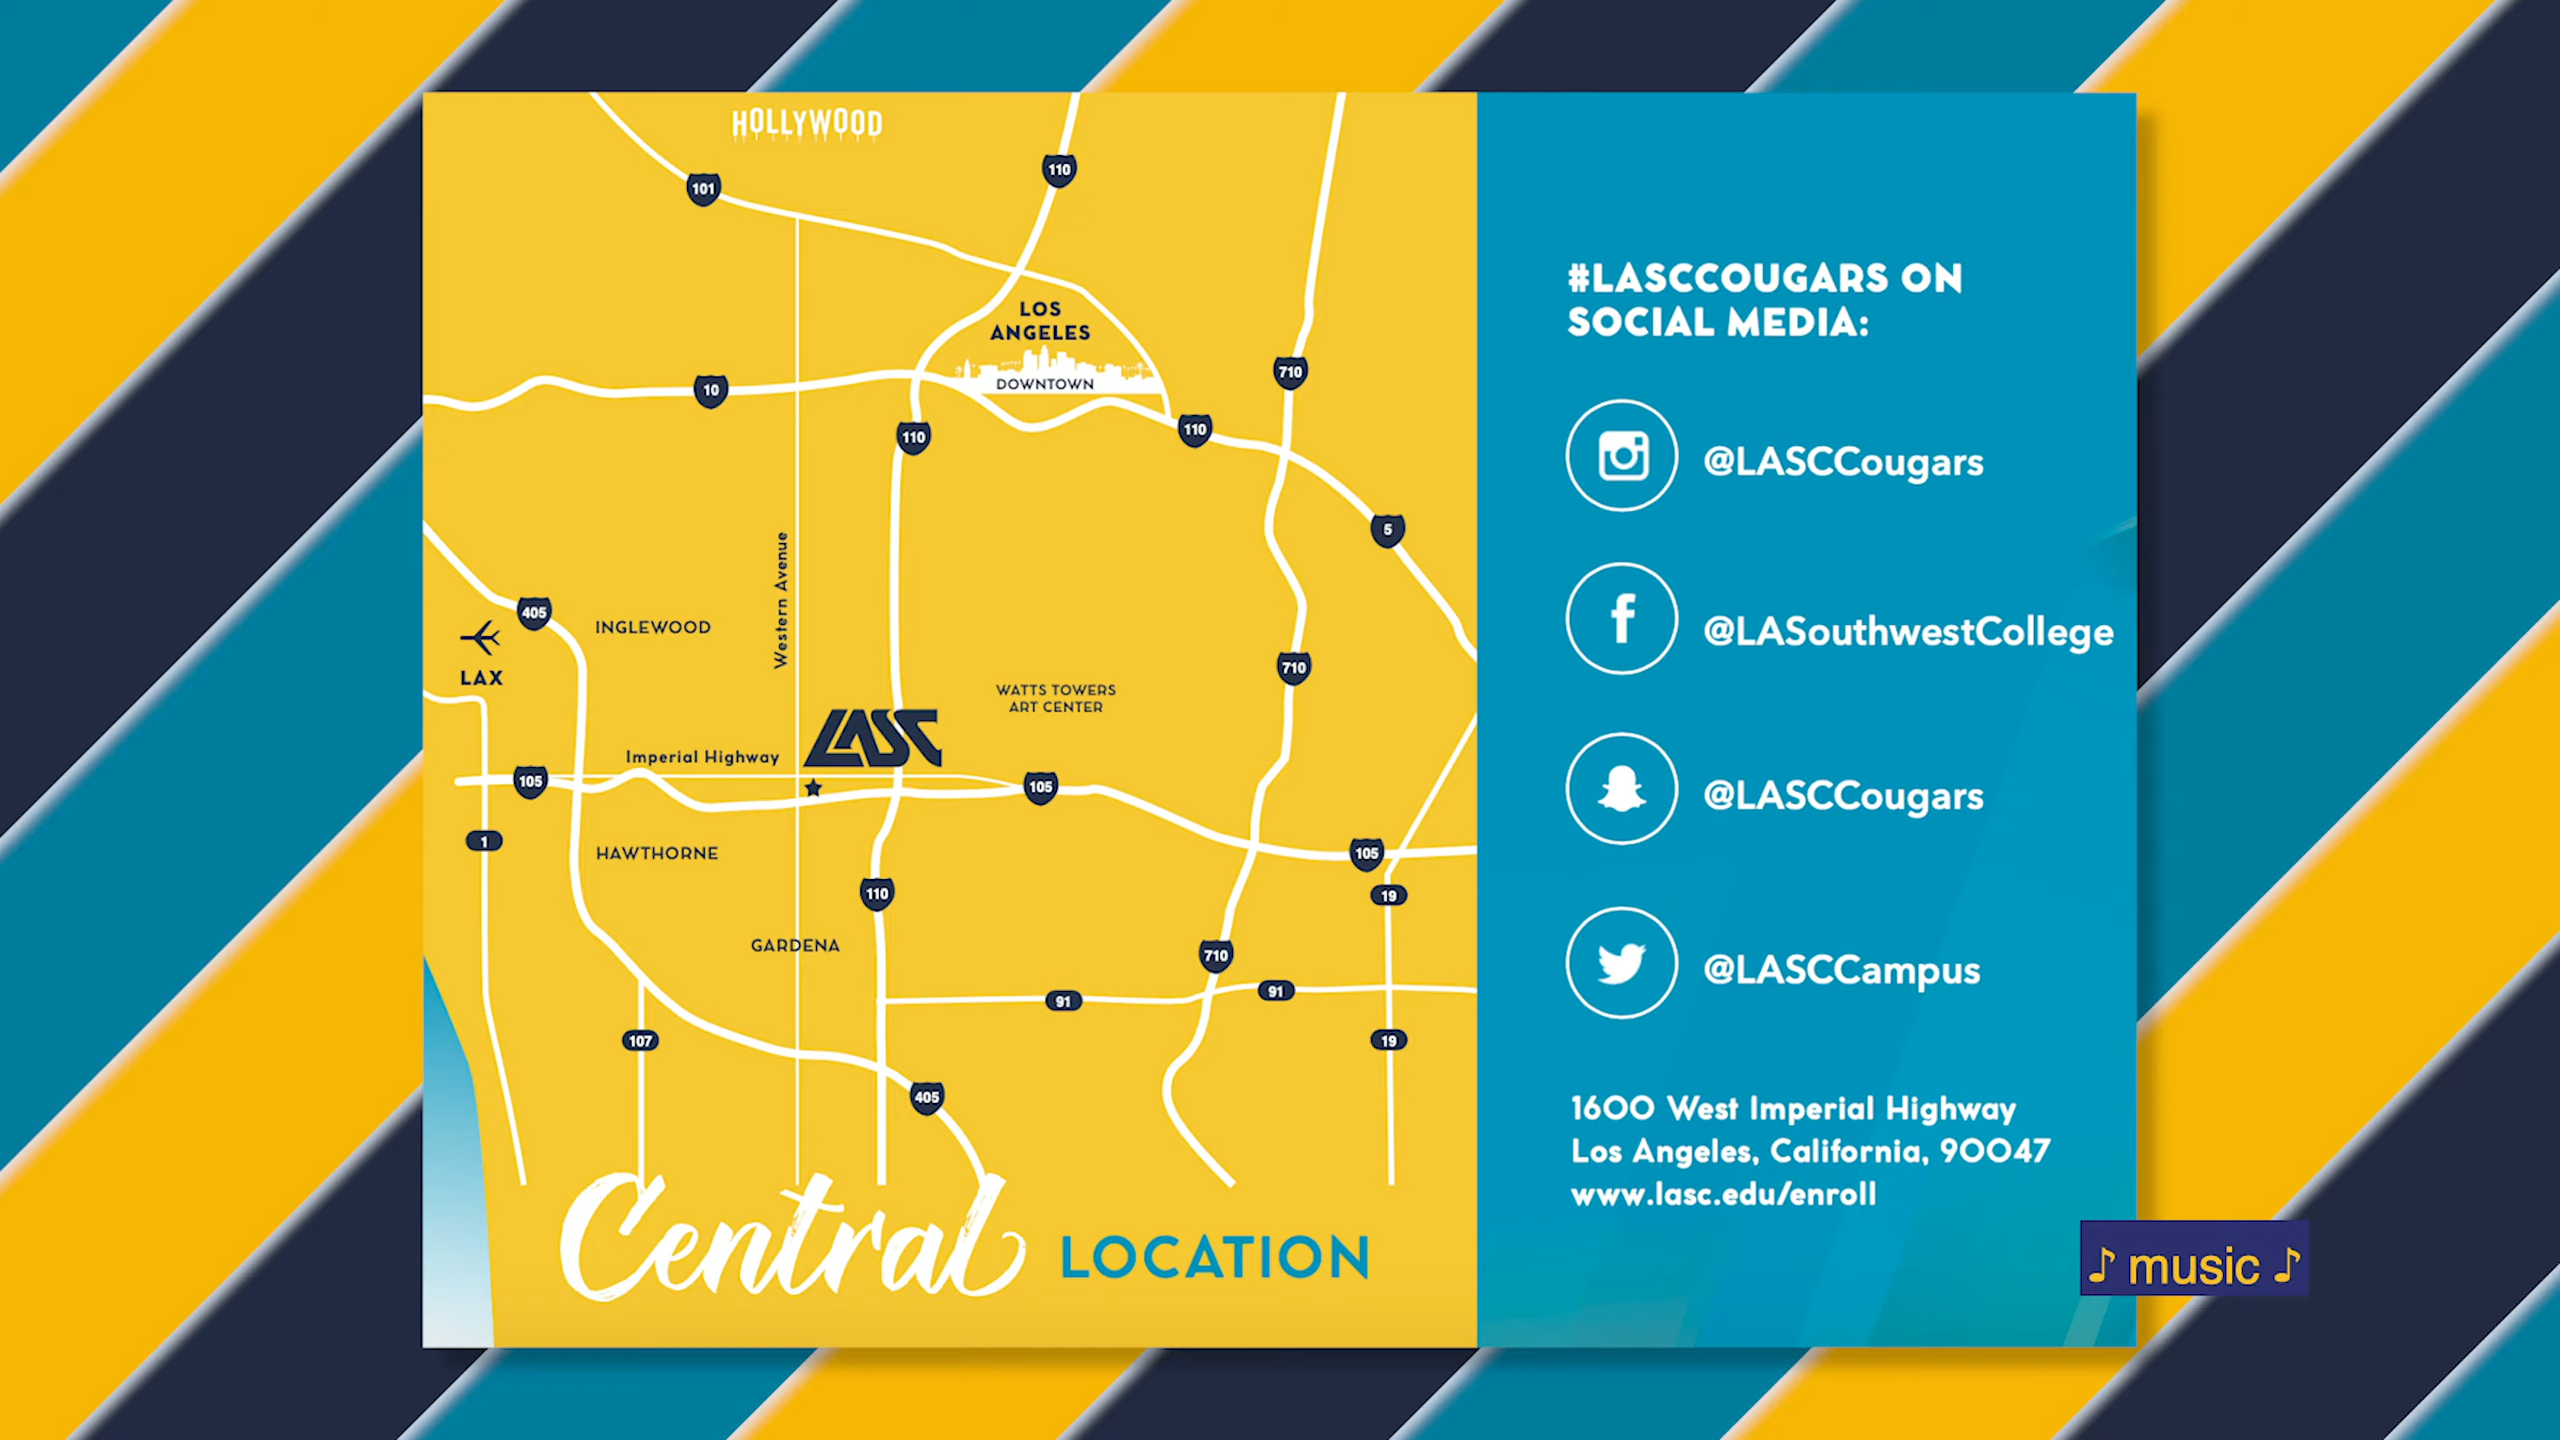 HOLLYWOOD
101
110
LOS
ANGELES
DOWNTOWN
10
110
110
710
5
Western Avenue
405
INGLEWOOD
LAX
710
WATTS TOWERS
ART CENTER
LASC
Imperial Highway
105
105
1
HAWTHORNE
105
110
19
GARDENA
710
91
91
107
19
405
Central LOCATION
#LASCCOUGARS ON
SOCIAL MEDIA:
@LASCCougars
@LASouthwestCollege
@LASCCougars
@LASCCampus
1600 West Imperial Highway
Los Angeles, California, 90047
www.lasc.edu/enroll
♪ music ♪